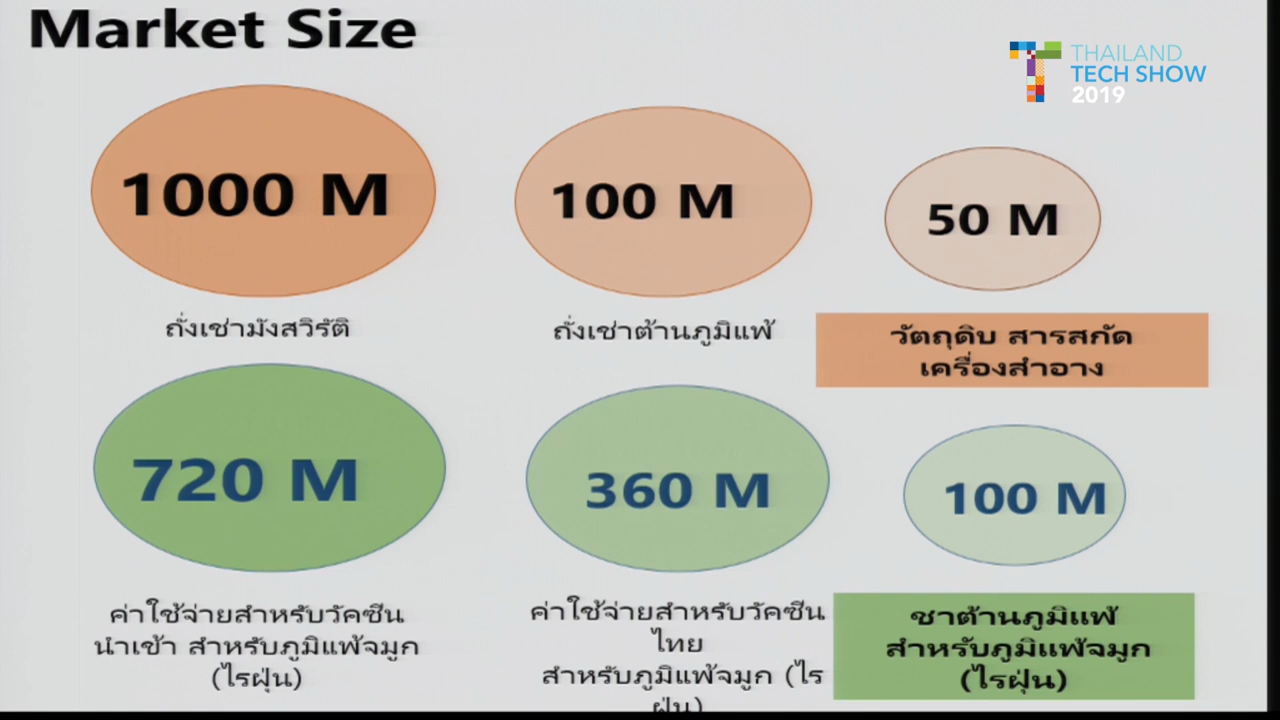 Market Size
THAILAND
TECH SHOW
2019
1000 M
100 M
50 M
ถั่งเช่ามังสวิรัติ
ถั่งเช่าต้านภูมิแพ้
วัตถุดิบ สารสกัด
เครื่องสำอาง
720 M
360 M
100 M
ค่าใช้จ่ายสำหรับวัคซีน
นำเข้า สำหรับภูมิแพ้จมูก
(ไรฝุ่น)
ค่าใช้จ่ายสำหรับวัคซีน
ไทย
สำหรับภูมิแพ้จมูก (ไร
ฝุ่น)
ชาต้านภูมิแพ้
สำหรับภูมิแพ้จมูก
(ไรฝุ่น)